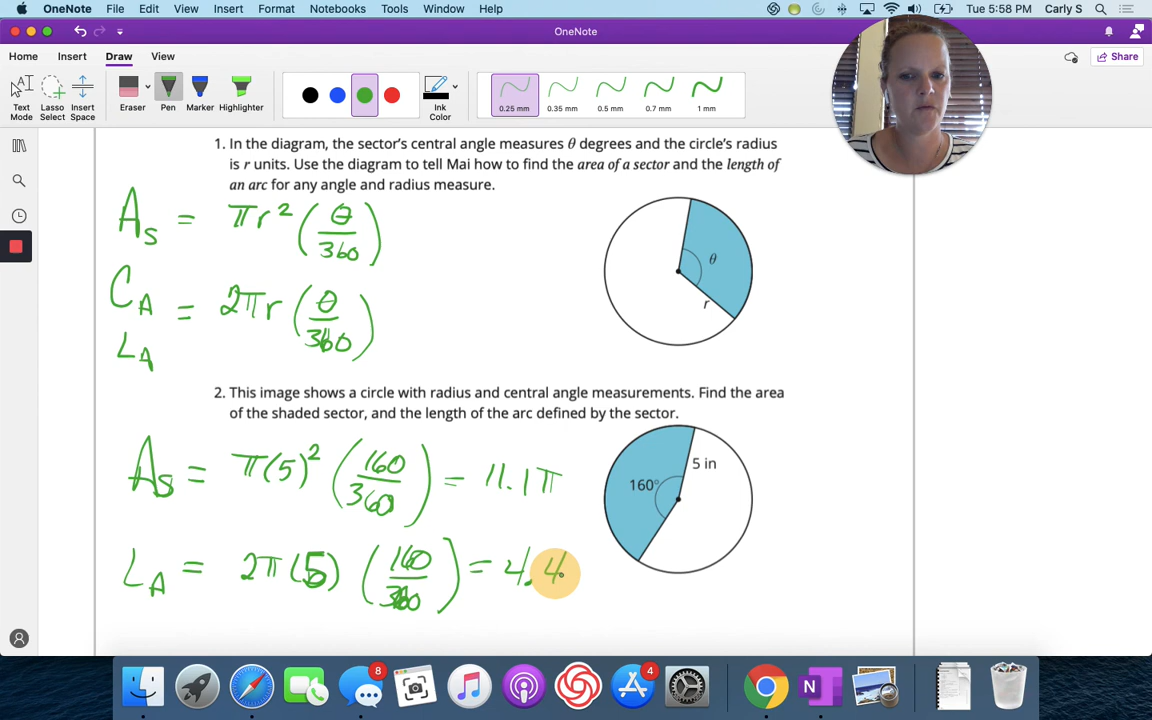 OneNote File Edit View Insert Format Notebooks Tools Window Help Tue 5:58 PM Carly S
OneNote
Home Insert Draw View Share
Text Mode Lasso Select Insert Space Eraser Pen Marker Highlighter Ink Color 0.25 mm 0.35 mm 0.5 mm 0.7 mm 1 mm
1. In the diagram, the sector's central angle measures θ degrees and the circle's radius
is r units. Use the diagram to tell Mai how to find the area of a sector and the length of
an arc for any angle and radius measure.
A_S = πr² (θ/360)
θ
r
C_A = 2πr (θ/360)
L_A
2. This image shows a circle with radius and central angle measurements. Find the area
of the shaded sector, and the length of the arc defined by the sector.
A_S = π(5)² (160/360) = 11.1π
5 in
160°
L_A = 2π(5) (160/360) = 4.4
8
4